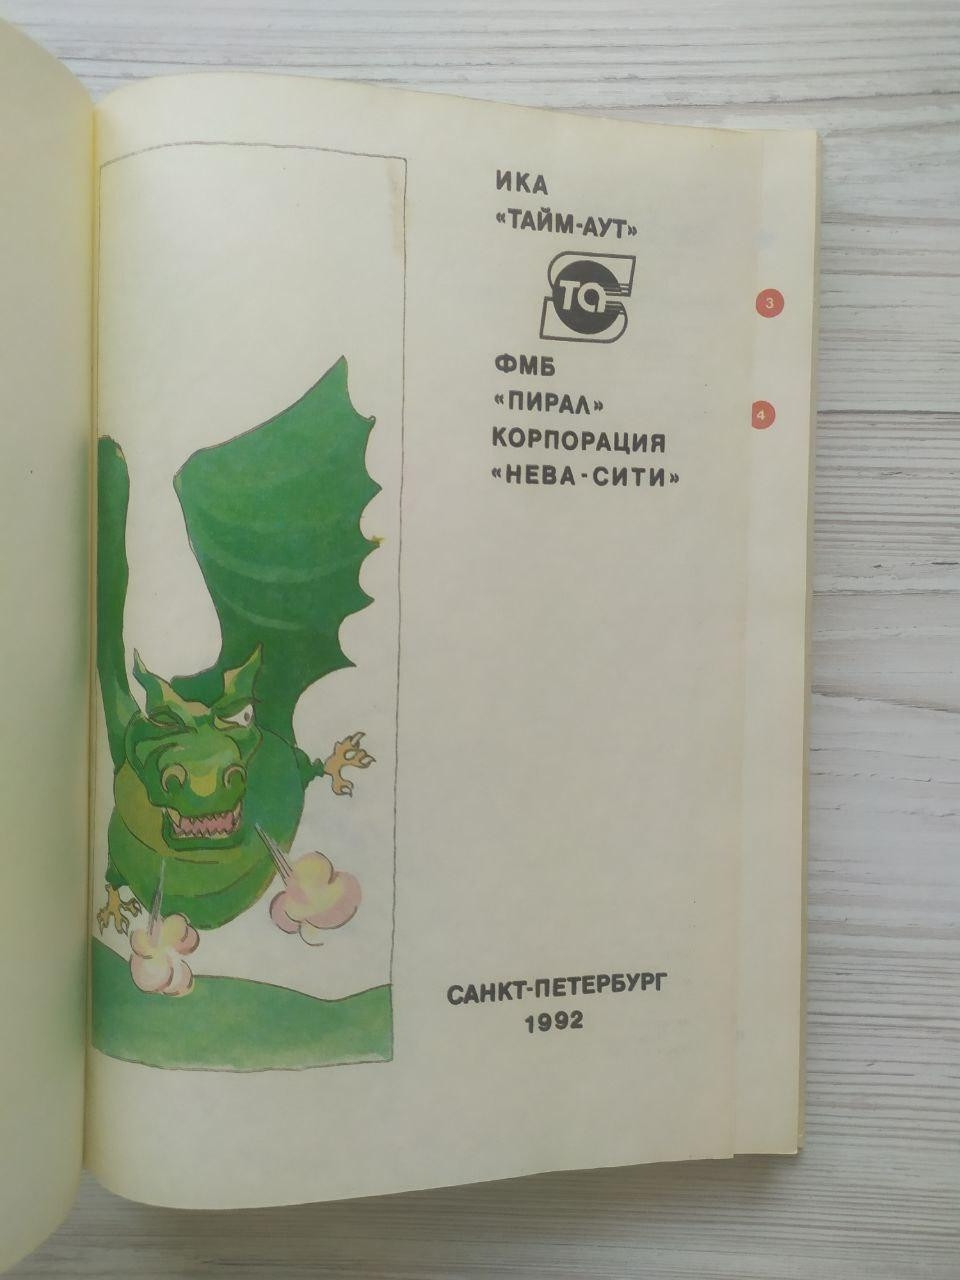 ИКА
«ТАЙМ-АУТ»
ТА
ФМБ
«ПИРАЛ»
КОРПОРАЦИЯ
«НЕВА-СИТИ»
3
4
САНКТ-ПЕТЕРБУРГ
1992